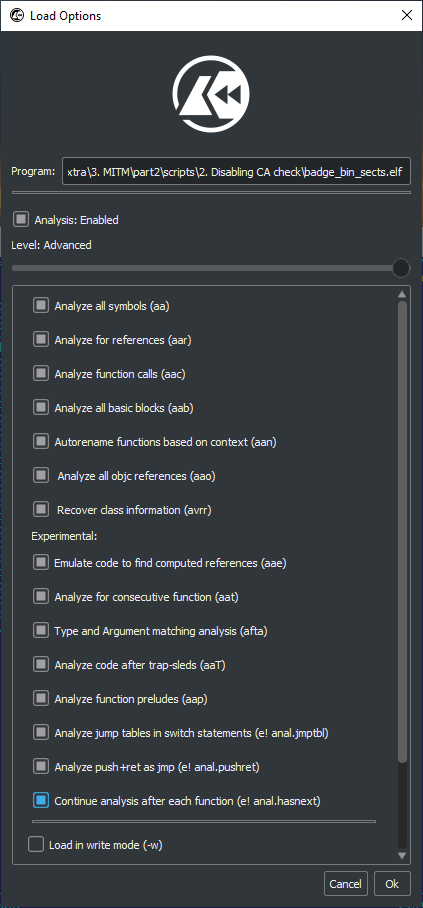 Load Options
Program: xtra\3. MITM\part2\scripts\2. Disabling CA check\badge_bin_sects.elf
Analysis: Enabled
Level: Advanced
Analyze all symbols (aa)
Analyze for references (aar)
Analyze function calls (aac)
Analyze all basic blocks (aab)
Autorename functions based on context (aan)
Analyze all objc references (aao)
Recover class information (avrr)
Experimental:
Emulate code to find computed references (aae)
Analyze for consecutive function (aat)
Type and Argument matching analysis (afta)
Analyze code after trap-sleds (aaT)
Analyze function preludes (aap)
Analyze jump tables in switch statements (e! anal.jmptbl)
Analyze push+ret as jmp (e! anal.pushret)
Continue analysis after each function (e! anal.hasnext)
Load in write mode (-w)
Cancel Ok